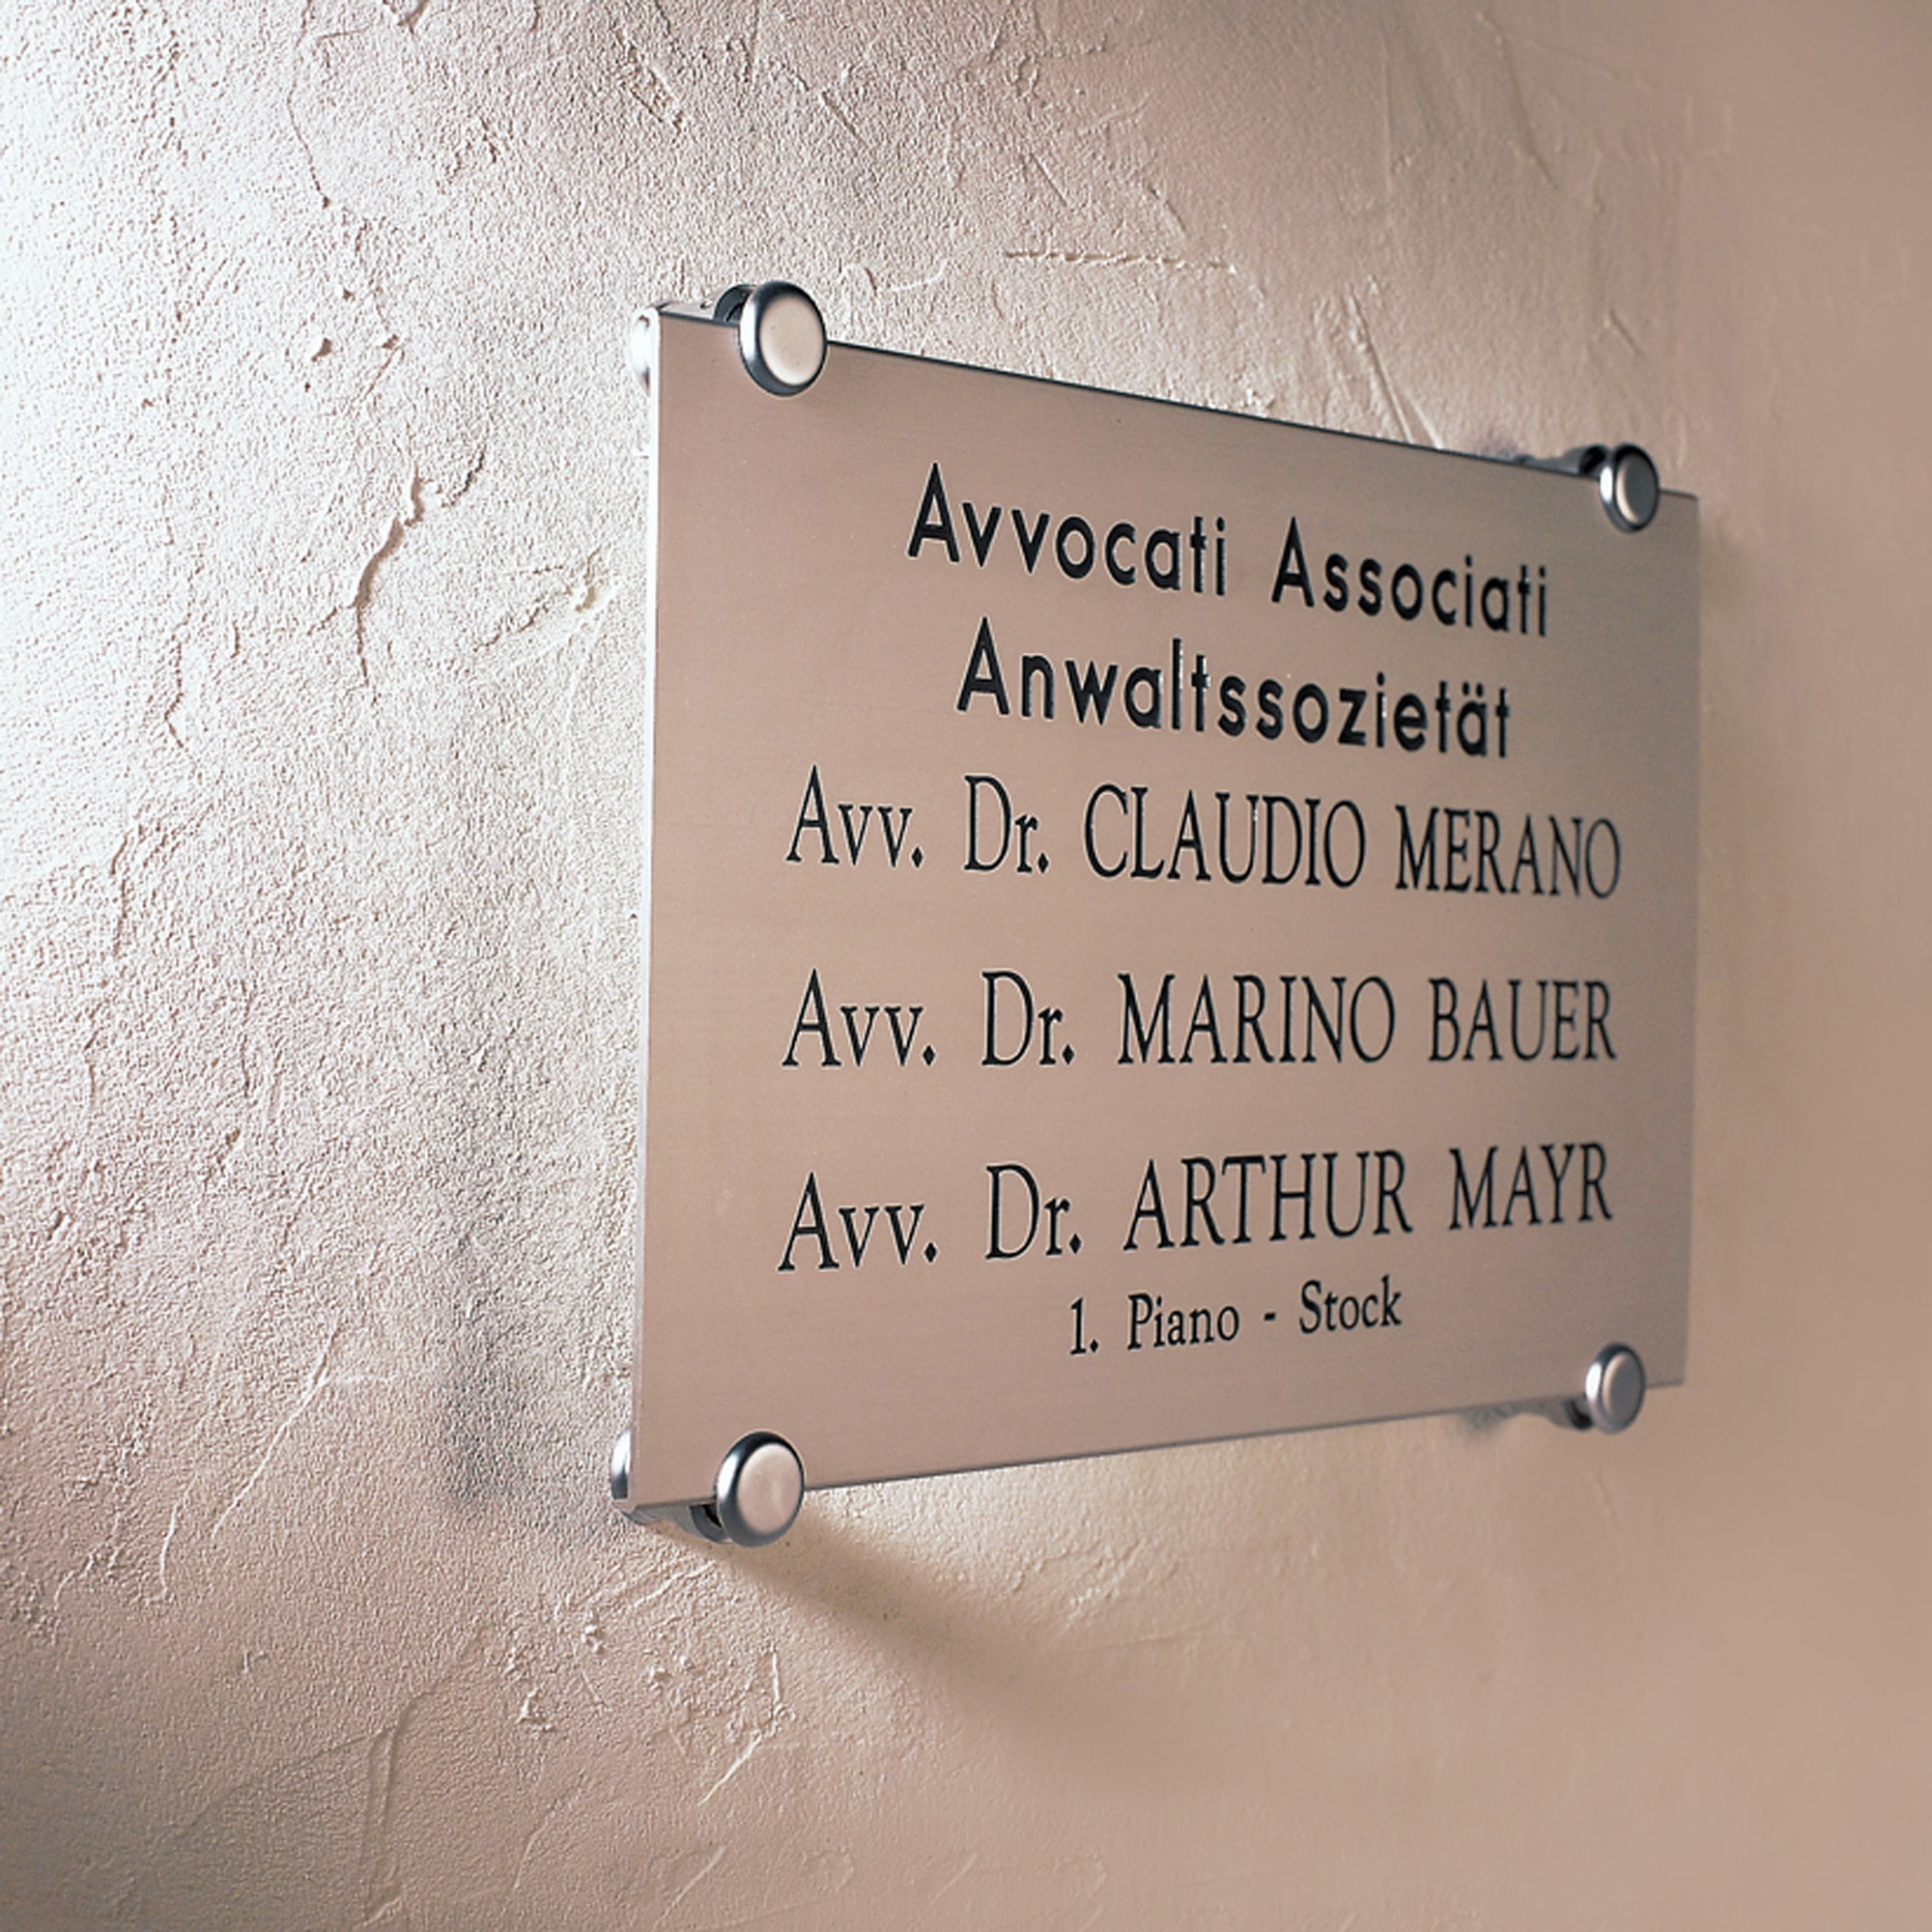 Avvocati Associati
Anwaltssozietät
Avv. Dr. CLAUDIO MERANO
Avv. Dr. MARINO BAUER
Avv. Dr. ARTHUR MAYR
1. Piano - Stock